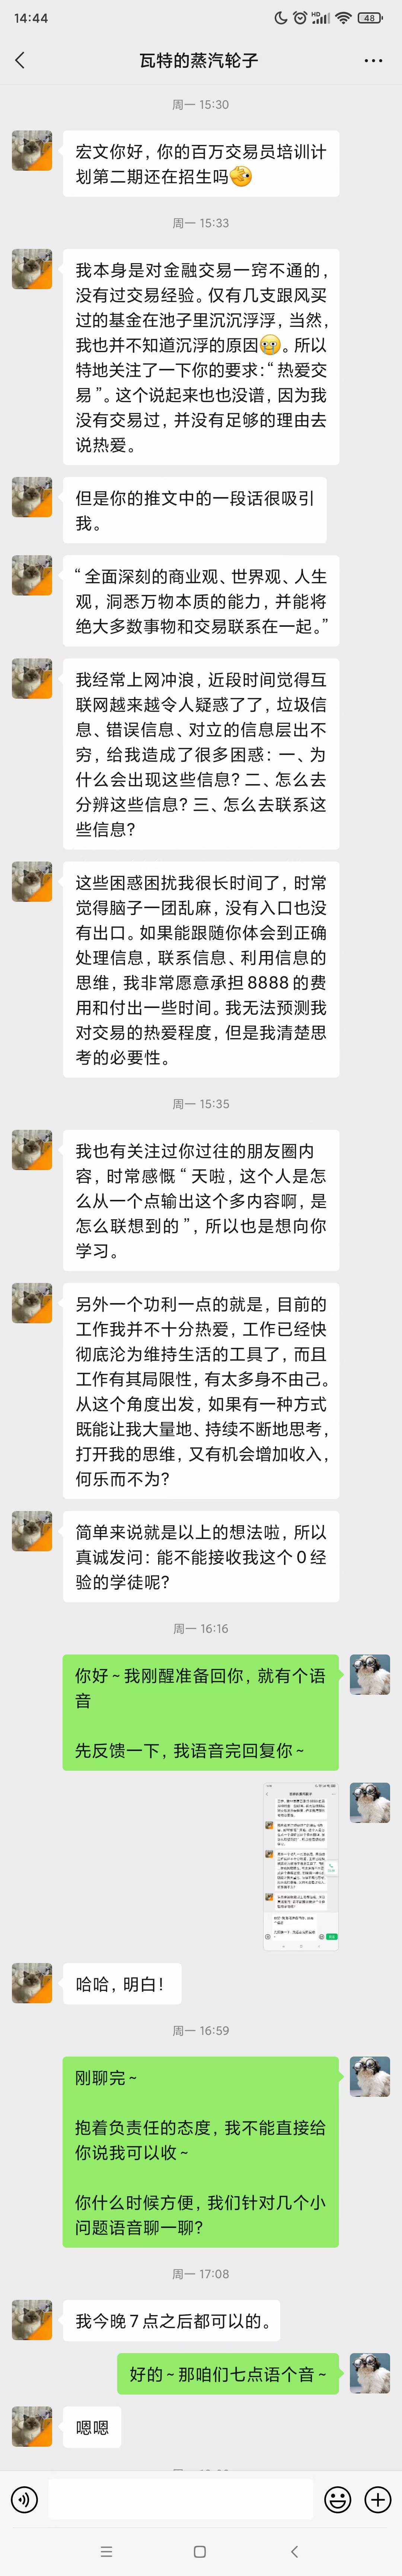 14:44
HD
48
瓦特的蒸汽轮子
周一 15:30
宏文你好，你的百万交易员培训计
划第二期还在招生吗
周一 15:33
我本身是对金融交易一窍不通的，
没有过交易经验。仅有几支跟风买
过的基金在池子里沉沉浮浮，当然，
我也并不知道沉浮的原因。所以
特地关注了一下你的要求：“热爱交
易”。这个说起来也也没谱，因为我
没有交易过，并没有足够的理由去
说热爱。
但是你的推文中的一段话很吸引
我。
“全面深刻的商业观、世界观、人生
观，洞悉万物本质的能力，并能将
绝大多数事物和交易联系在一起。”
我经常上网冲浪，近段时间觉得互
联网越来越令人疑惑了了，垃圾信
息、错误信息、对立的信息层出不
穷，给我造成了很多困惑：一、为
什么会出现这些信息？二、怎么去
分辨这些信息？三、怎么去联系这
些信息？
这些困惑困扰我很长时间了，时常
觉得脑子一团乱麻，没有入口也没
有出口。如果能跟随你体会到正确
处理信息，联系信息、利用信息的
思维，我非常愿意承担8888的费
用和付出一些时间。我无法预测我
对交易的热爱程度，但是我清楚思
考的必要性。
周一 15:35
我也有关注过你过往的朋友圈内
容，时常感慨“天啦，这个人是怎
么从一个点输出这个多内容啊，是
怎么联想到的”，所以也是想向你
学习。
另外一个功利一点的就是，目前的
工作我并不十分热爱，工作已经快
彻底沦为维持生活的工具了，而且
工作有其局限性，有太多身不由己。
从这个角度出发，如果有一种方式
既能让我大量地、持续不断地思考，
打开我的思维，又有机会增加收入，
何乐而不为？
简单来说就是以上的想法啦，所以
真诚发问：能不能接收我这个0经
验的学徒呢？
周一 16:16
你好~我刚醒准备回你，就有个语
音
先反馈一下，我语音完回复你~
哈哈，明白！
周一 16:59
刚聊完~
抱着负责任的态度，我不能直接给
你说我可以收~
你什么时候方便，我们针对几个小
问题语音聊一聊？
周一 17:08
我今晚7点之后都可以的。
好的~那咱们七点语个音~
嗯嗯